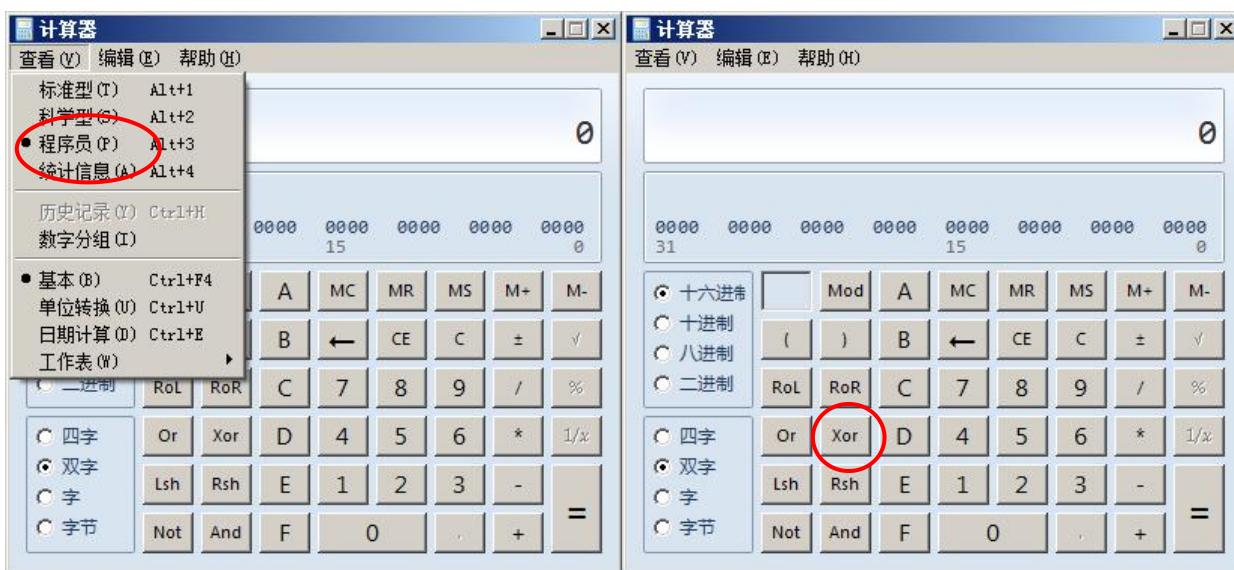 计算器
查看(V) 编辑(E) 帮助(H)
标准型(T) Alt+1
科学型(S) Alt+2
程序员(P) Alt+3
统计信息(A) Alt+4
历史记录(Y) Ctrl+H
数字分组(I)
基本(B) Ctrl+F4
单位转换(U) Ctrl+U
日期计算(D) Ctrl+E
工作表(W)
0
0000 0000 0000 0000 0000
15 0
A MC MR MS M+ M-
B ← CE C ± √
二进制 RoL RoR C 7 8 9 / %
四字 Or Xor D 4 5 6 * 1/x
双字
字 Lsh Rsh E 1 2 3 - =
字节 Not And F 0 . +
计算器
查看(V) 编辑(E) 帮助(H)
0
0000 0000 0000 0000 0000 0000 0000 0000
31 15 0
十六进制 Mod A MC MR MS M+ M-
十进制 ( ) B ← CE C ± √
八进制
二进制 RoL RoR C 7 8 9 / %
四字 Or Xor D 4 5 6 * 1/x
双字
字 Lsh Rsh E 1 2 3 - =
字节 Not And F 0 . +